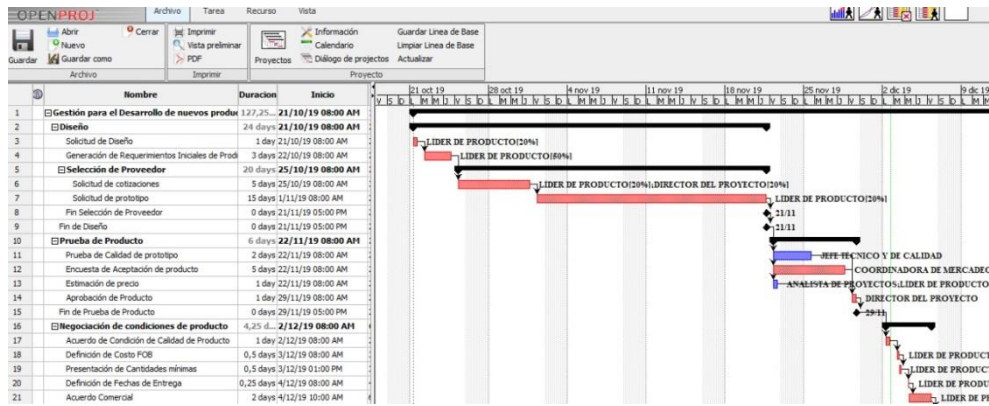 OPENPROJ
Archivo Tarea Recurso Vista
Guardar
Abrir
Nuevo
Guardar como
Cerrar
Archivo
Imprimir
Vista preliminar
PDF
Imprimir
Proyectos
Información
Calendario
Diálogo de projectos
Guardar Linea de Base
Limpiar Linea de Base
Actualizar
Proyecto
Nombre Duracion Inicio
21 oct 19 28 oct 19 4 nov 19 11 nov 19 18 nov 19 25 nov 19 2 dic 19 9 dic 19
V S D L M M J V S D L M M J V S D L M M J V S D L M M J V S D L M M J V S D L M M J V S D L M M J V S D L M
1 Gestión para el Desarrollo de nuevos produc 127,25... 21/10/19 08:00 AM
2 Diseño 24 days 21/10/19 08:00 AM
3 Solicitud de Diseño 1 day 21/10/19 08:00 AM LIDER DE PRODUCTO[20%]
4 Generación de Requerimientos Iniciales de Prod 3 days 22/10/19 08:00 AM LIDER DE PRODUCTO[50%]
5 Selección de Proveedor 20 days 25/10/19 08:00 AM
6 Solicitud de cotizaciones 5 days 25/10/19 08:00 AM LIDER DE PRODUCTO[20%];DIRECTOR DEL PROYECTO[20%]
7 Solicitud de prototipo 15 days 1/11/19 08:00 AM LIDER DE PRODUCTO[20%]
8 Fin Selección de Proveedor 0 days 21/11/19 05:00 PM 21/11
9 Fin de Diseño 0 days 21/11/19 05:00 PM 21/11
10 Prueba de Producto 6 days 22/11/19 08:00 AM
11 Prueba de Calidad de prototipo 2 days 22/11/19 08:00 AM JEFE TECNICO Y DE CALIDAD
12 Encuesta de Aceptación de producto 5 days 22/11/19 08:00 AM COORDINADORA DE MERCADEO
13 Estimación de precio 1 day 22/11/19 08:00 AM ANALISTA DE PROYECTOS;LIDER DE PRODUCTO
14 Aprobación de Producto 1 day 29/11/19 08:00 AM DIRECTOR DEL PROYECTO
15 Fin de Prueba de Producto 0 days 29/11/19 05:00 PM 29/11
16 Negociación de condiciones de producto 4,25 d... 2/12/19 08:00 AM
17 Acuerdo de Condición de Calidad de Producto 1 day 2/12/19 08:00 AM
18 Definición de Costo FOB 0,5 days 3/12/19 08:00 AM LIDER DE PRODUCT
19 Presentación de Cantidades mínimas 0,5 days 3/12/19 01:00 PM LIDER DE PRODUCT
20 Definición de Fechas de Entrega 0,25 days 4/12/19 08:00 AM LIDER DE PRODU
21 Acuerdo Comercial 2 days 4/12/19 10:00 AM LIDER DE PR